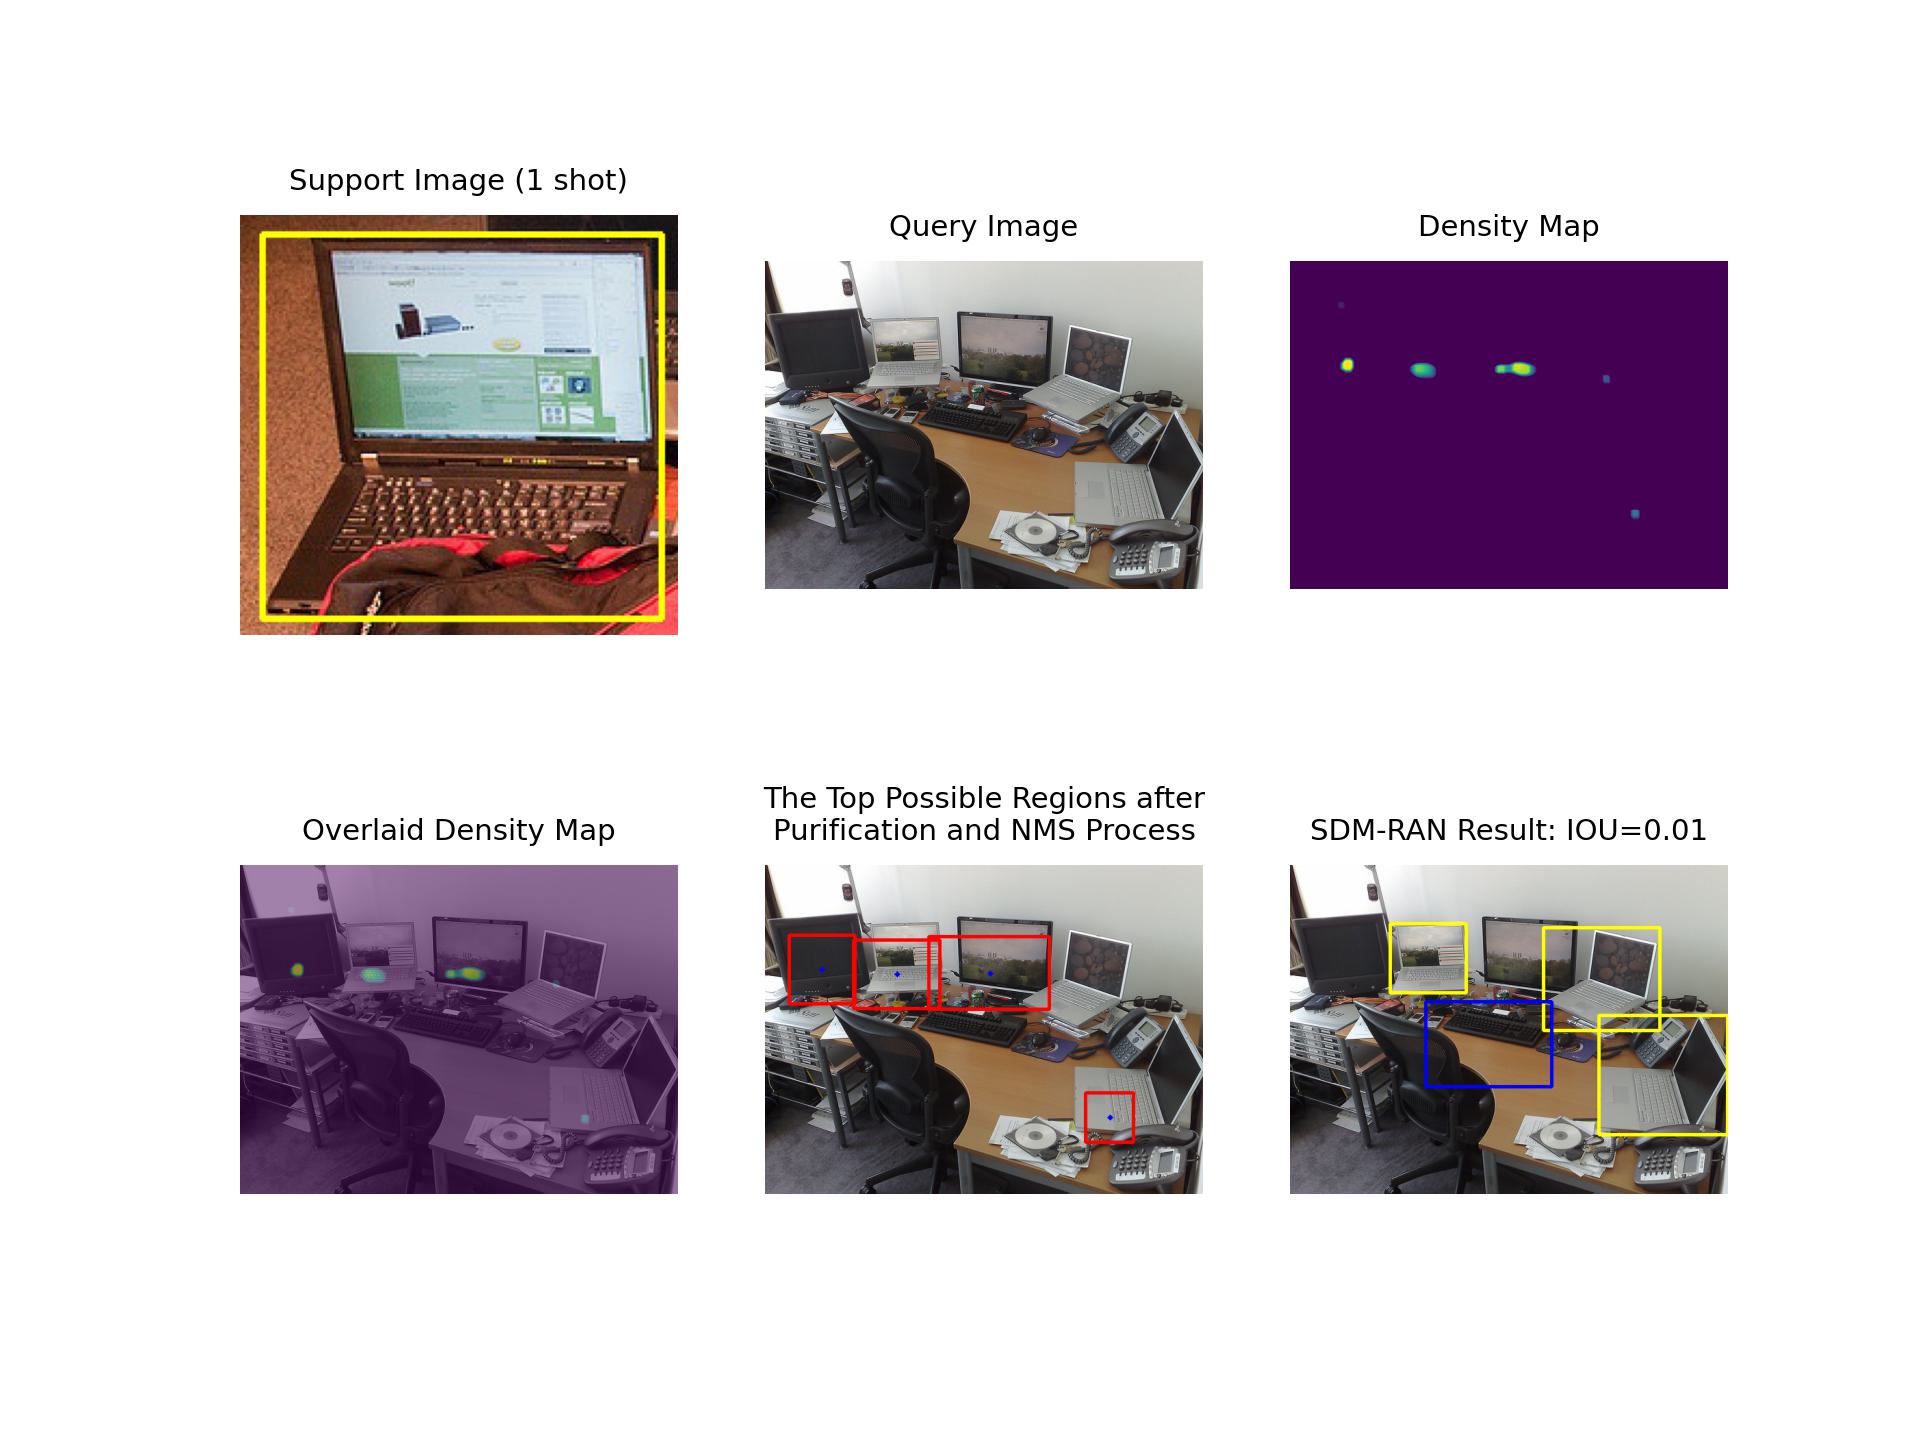 Support Image (1 shot)
Query Image
Density Map
woot!
Overlaid Density Map
The Top Possible Regions after
Purification and NMS Process
SDM-RAN Result: IOU=0.01